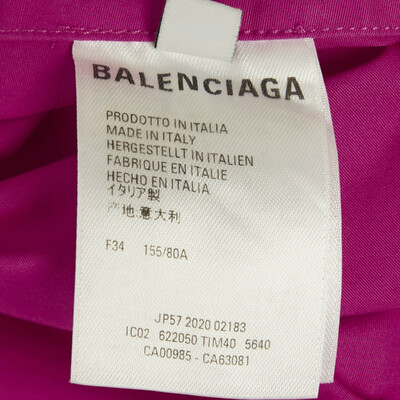 BALENCIAGA
PRODOTTO IN ITALIA
MADE IN ITALY
HERGESTELLT IN ITALIEN
FABRIQUE EN ITALIE
HECHO EN ITALIA
イタリア製
产地:意大利
F34 155/80A
JP57 2020 02183
IC02 622050 TIM40 5640
CA00985 - CA63081